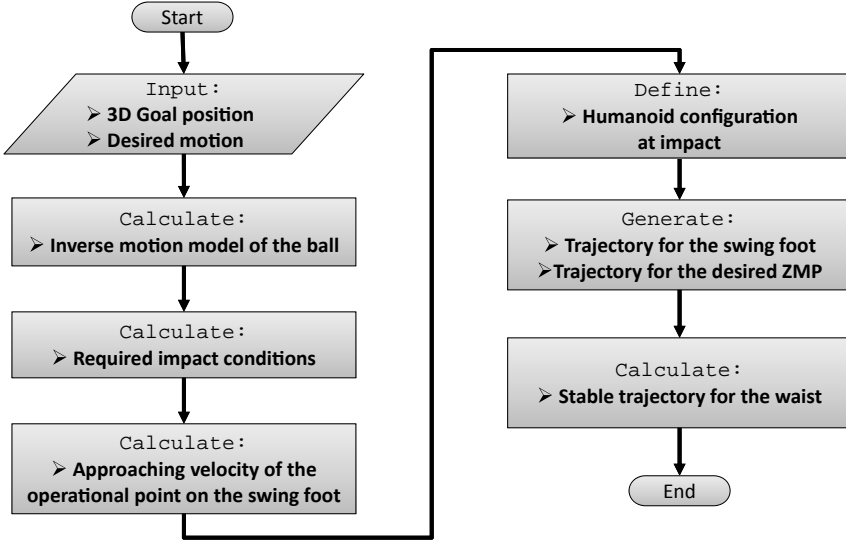 Start
Input:
➢ 3D Goal position
➢ Desired motion
Calculate:
➢ Inverse motion model of the ball
Calculate:
➢ Required impact conditions
Calculate:
➢ Approaching velocity of the
operational point on the swing foot
Define:
➢ Humanoid configuration
at impact
Generate:
➢ Trajectory for the swing foot
➢Trajectory for the desired ZMP
Calculate:
➢ Stable trajectory for the waist
End